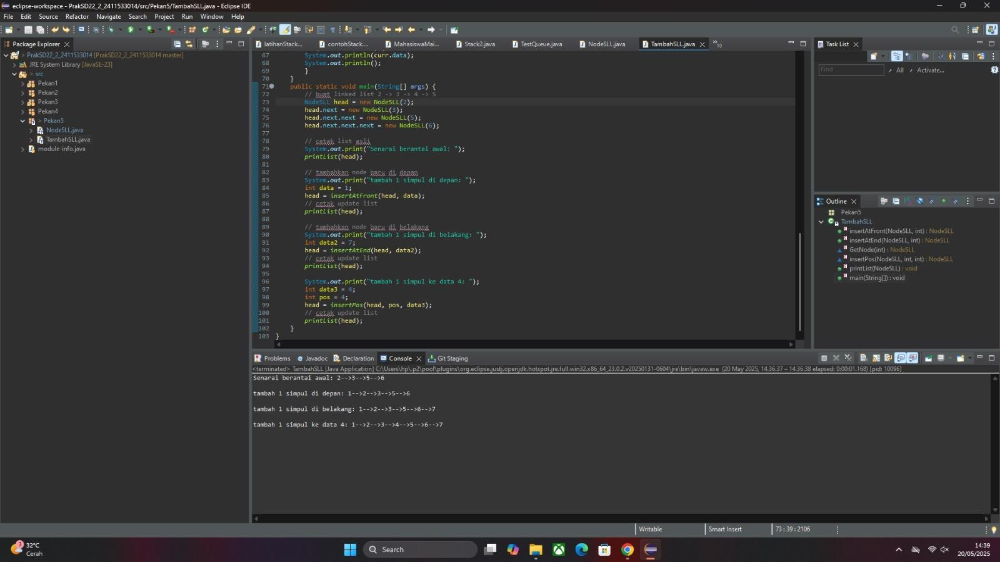 eclipse-workspace - PrakSD22_2_2411533014/src/Pekan5/TambahSLL.java - Eclipse IDE
File Edit Source Refactor Navigate Search Project Run Window Help
Package Explorer
PrakSD22_2_2411533014 [PrakSD22_2_2411533014 master]
JRE System Library [JavaSE-23]
src
Pekan1
Pekan2
Pekan3
Pekan4
Pekan5
NodeSLL.java
TambahSLL.java
module-info.java
latihanStack... contohStack.... MahasiswaMai... Stack2.java TestQueue.java NodeSLL.java TambahSLL.java »10
67 System.out.println(curr.data);
68 System.out.println();
69 }
70 }
71 public static void main(String[] args) {
72 // buat linked list 2 -> 3 -> 4 -> 5
73 NodeSLL head = new NodeSLL(2);
74 head.next = new NodeSLL(3);
75 head.next.next = new NodeSLL(5);
76 head.next.next.next = new NodeSLL(6);
77
78 // cetak list asli
79 System.out.print("Senarai berantai awal: ");
80 printList(head);
81
82 // tambahkan node baru di depan
83 System.out.print("tambah 1 simpul di depan: ");
84 int data = 1;
85 head = insertAtFront(head, data);
86 // cetak update list
87 printList(head);
88
89 // tambahkan node baru di belakang
90 System.out.print("tambah 1 simpul di belakang: ");
91 int data2 = 7;
92 head = insertAtEnd(head, data2);
93 // cetak update list
94 printList(head);
95
96 System.out.print("tambah 1 simpul ke data 4: ");
97 int data3 = 4;
98 int pos = 4;
99 head = insertPos(head, pos, data3);
100 // cetak update list
101 printList(head);
102 }
103 }
Task List
Find All Activate...
Outline
Pekan5
TambahSLL
insertAtFront(NodeSLL, int) : NodeSLL
insertAtEnd(NodeSLL, int) : NodeSLL
GetNode(int) : NodeSLL
insertPos(NodeSLL, int, int) : NodeSLL
printList(NodeSLL) : void
main(String[]) : void
Problems Javadoc Declaration Console Git Staging
<terminated> TambahSLL [Java Application] C:\Users\hp\.p2\pool\plugins\org.eclipse.justj.openjdk.hotspot.jre.full.win32.x86_64_23.0.2.v20250131-0604\jre\bin\javaw.exe (20 May 2025, 14.36.37 – 14.36.38 elapsed: 0:00:01.168) [pid: 10096]
Senarai berantai awal: 2-->3-->5-->6
tambah 1 simpul di depan: 1-->2-->3-->5-->6
tambah 1 simpul di belakang: 1-->2-->3-->5-->6-->7
tambah 1 simpul ke data 4: 1-->2-->3-->4-->5-->6-->7
Writable Smart Insert 73 : 39 : 2106
3
32°C
Cerah
Search
14:39
20/05/2025